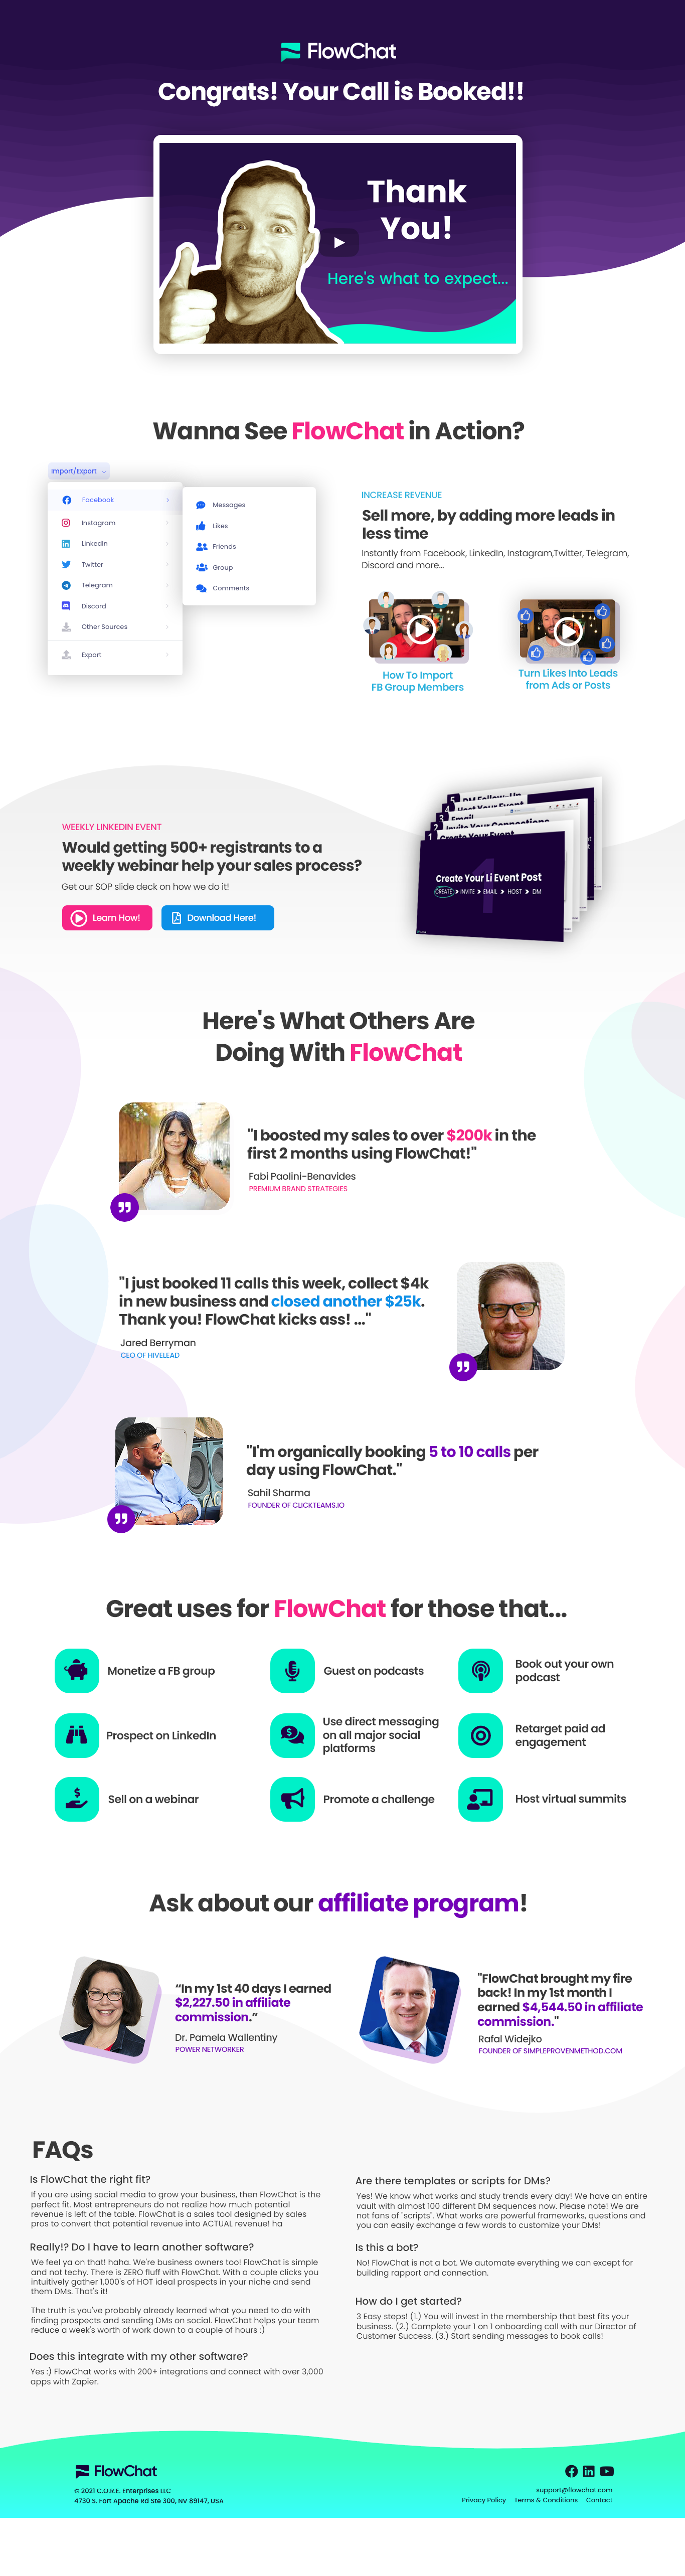 FlowChat
Congrats! Your Call is Booked!!
Thank
You!
Here's what to expect...
Wanna See FlowChat in Action?
Import/Export
Facebook
Instagram
LinkedIn
Twitter
Telegram
Discord
Other Sources
Export
Messages
Likes
Friends
Group
Comments
INCREASE REVENUE
Sell more, by adding more leads in
less time
Instantly from Facebook, LinkedIn, Instagram,Twitter, Telegram,
Discord and more...
How To Import
FB Group Members
Turn Likes Into Leads
from Ads or Posts
WEEKLY LINKEDIN EVENT
Would getting 500+ registrants to a
weekly webinar help your sales process?
Get our SOP slide deck on how we do it!
Learn How!
Download Here!
5 DM Follow-Up
4 Host Your Event
3 Email
2 Invite Your Connections
1 Create Your Event
1
Create Your Li Event Post
CREATE > INVITE > EMAIL > HOST > DM
Here's What Others Are
Doing With FlowChat
"I boosted my sales to over $200k in the
first 2 months using FlowChat!"
Fabi Paolini-Benavides
PREMIUM BRAND STRATEGIES
"I just booked 11 calls this week, collect $4k
in new business and closed another $25k.
Thank you! FlowChat kicks ass! ..."
Jared Berryman
CEO OF HIVELEAD
"I'm organically booking 5 to 10 calls per
day using FlowChat."
Sahil Sharma
FOUNDER OF CLICKTEAMS.IO
Great uses for FlowChat for those that...
Monetize a FB group
Guest on podcasts
Book out your own
podcast
Prospect on LinkedIn
Use direct messaging
on all major social
platforms
Retarget paid ad
engagement
Sell on a webinar
Promote a challenge
Host virtual summits
Ask about our affiliate program!
“In my 1st 40 days I earned
$2,227.50 in affiliate
commission.”
Dr. Pamela Wallentiny
POWER NETWORKER
"FlowChat brought my fire
back! In my 1st month I
earned $4,544.50 in affiliate
commission."
Rafal Widejko
FOUNDER OF SIMPLEPROVENMETHOD.COM
FAQs
Is FlowChat the right fit?
If you are using social media to grow your business, then FlowChat is the
perfect fit. Most entrepreneurs do not realize how much potential
revenue is left of the table. FlowChat is a sales tool designed by sales
pros to convert that potential revenue into ACTUAL revenue! ha
Really!? Do I have to learn another software?
We feel ya on that! haha. We're business owners too! FlowChat is simple
and not techy. There is ZERO fluff with FlowChat. With a couple clicks you
intuitively gather 1,000's of HOT ideal prospects in your niche and send
them DMs. That's it!
The truth is you've probably already learned what you need to do with
finding prospects and sending DMs on social. FlowChat helps your team
reduce a week's worth of work down to a couple of hours :)
Does this integrate with my other software?
Yes :) FlowChat works with 200+ integrations and connect with over 3,000
apps with Zapier.
Are there templates or scripts for DMs?
Yes! We know what works and study trends every day! We have an entire
vault with almost 100 different DM sequences now. Please note! We are
not fans of "scripts". What works are powerful frameworks, questions and
you can easily exchange a few words to customize your DMs!
Is this a bot?
No! FlowChat is not a bot. We automate everything we can except for
building rapport and connection.
How do I get started?
3 Easy steps! (1.) You will invest in the membership that best fits your
business. (2.) Complete your 1 on 1 onboarding call with our Director of
Customer Success. (3.) Start sending messages to book calls!
FlowChat
© 2021 C.O.R.E. Enterprises LLC
4730 S. Fort Apache Rd Ste 300, NV 89147, USA
support@flowchat.com
Privacy Policy Terms & Conditions Contact